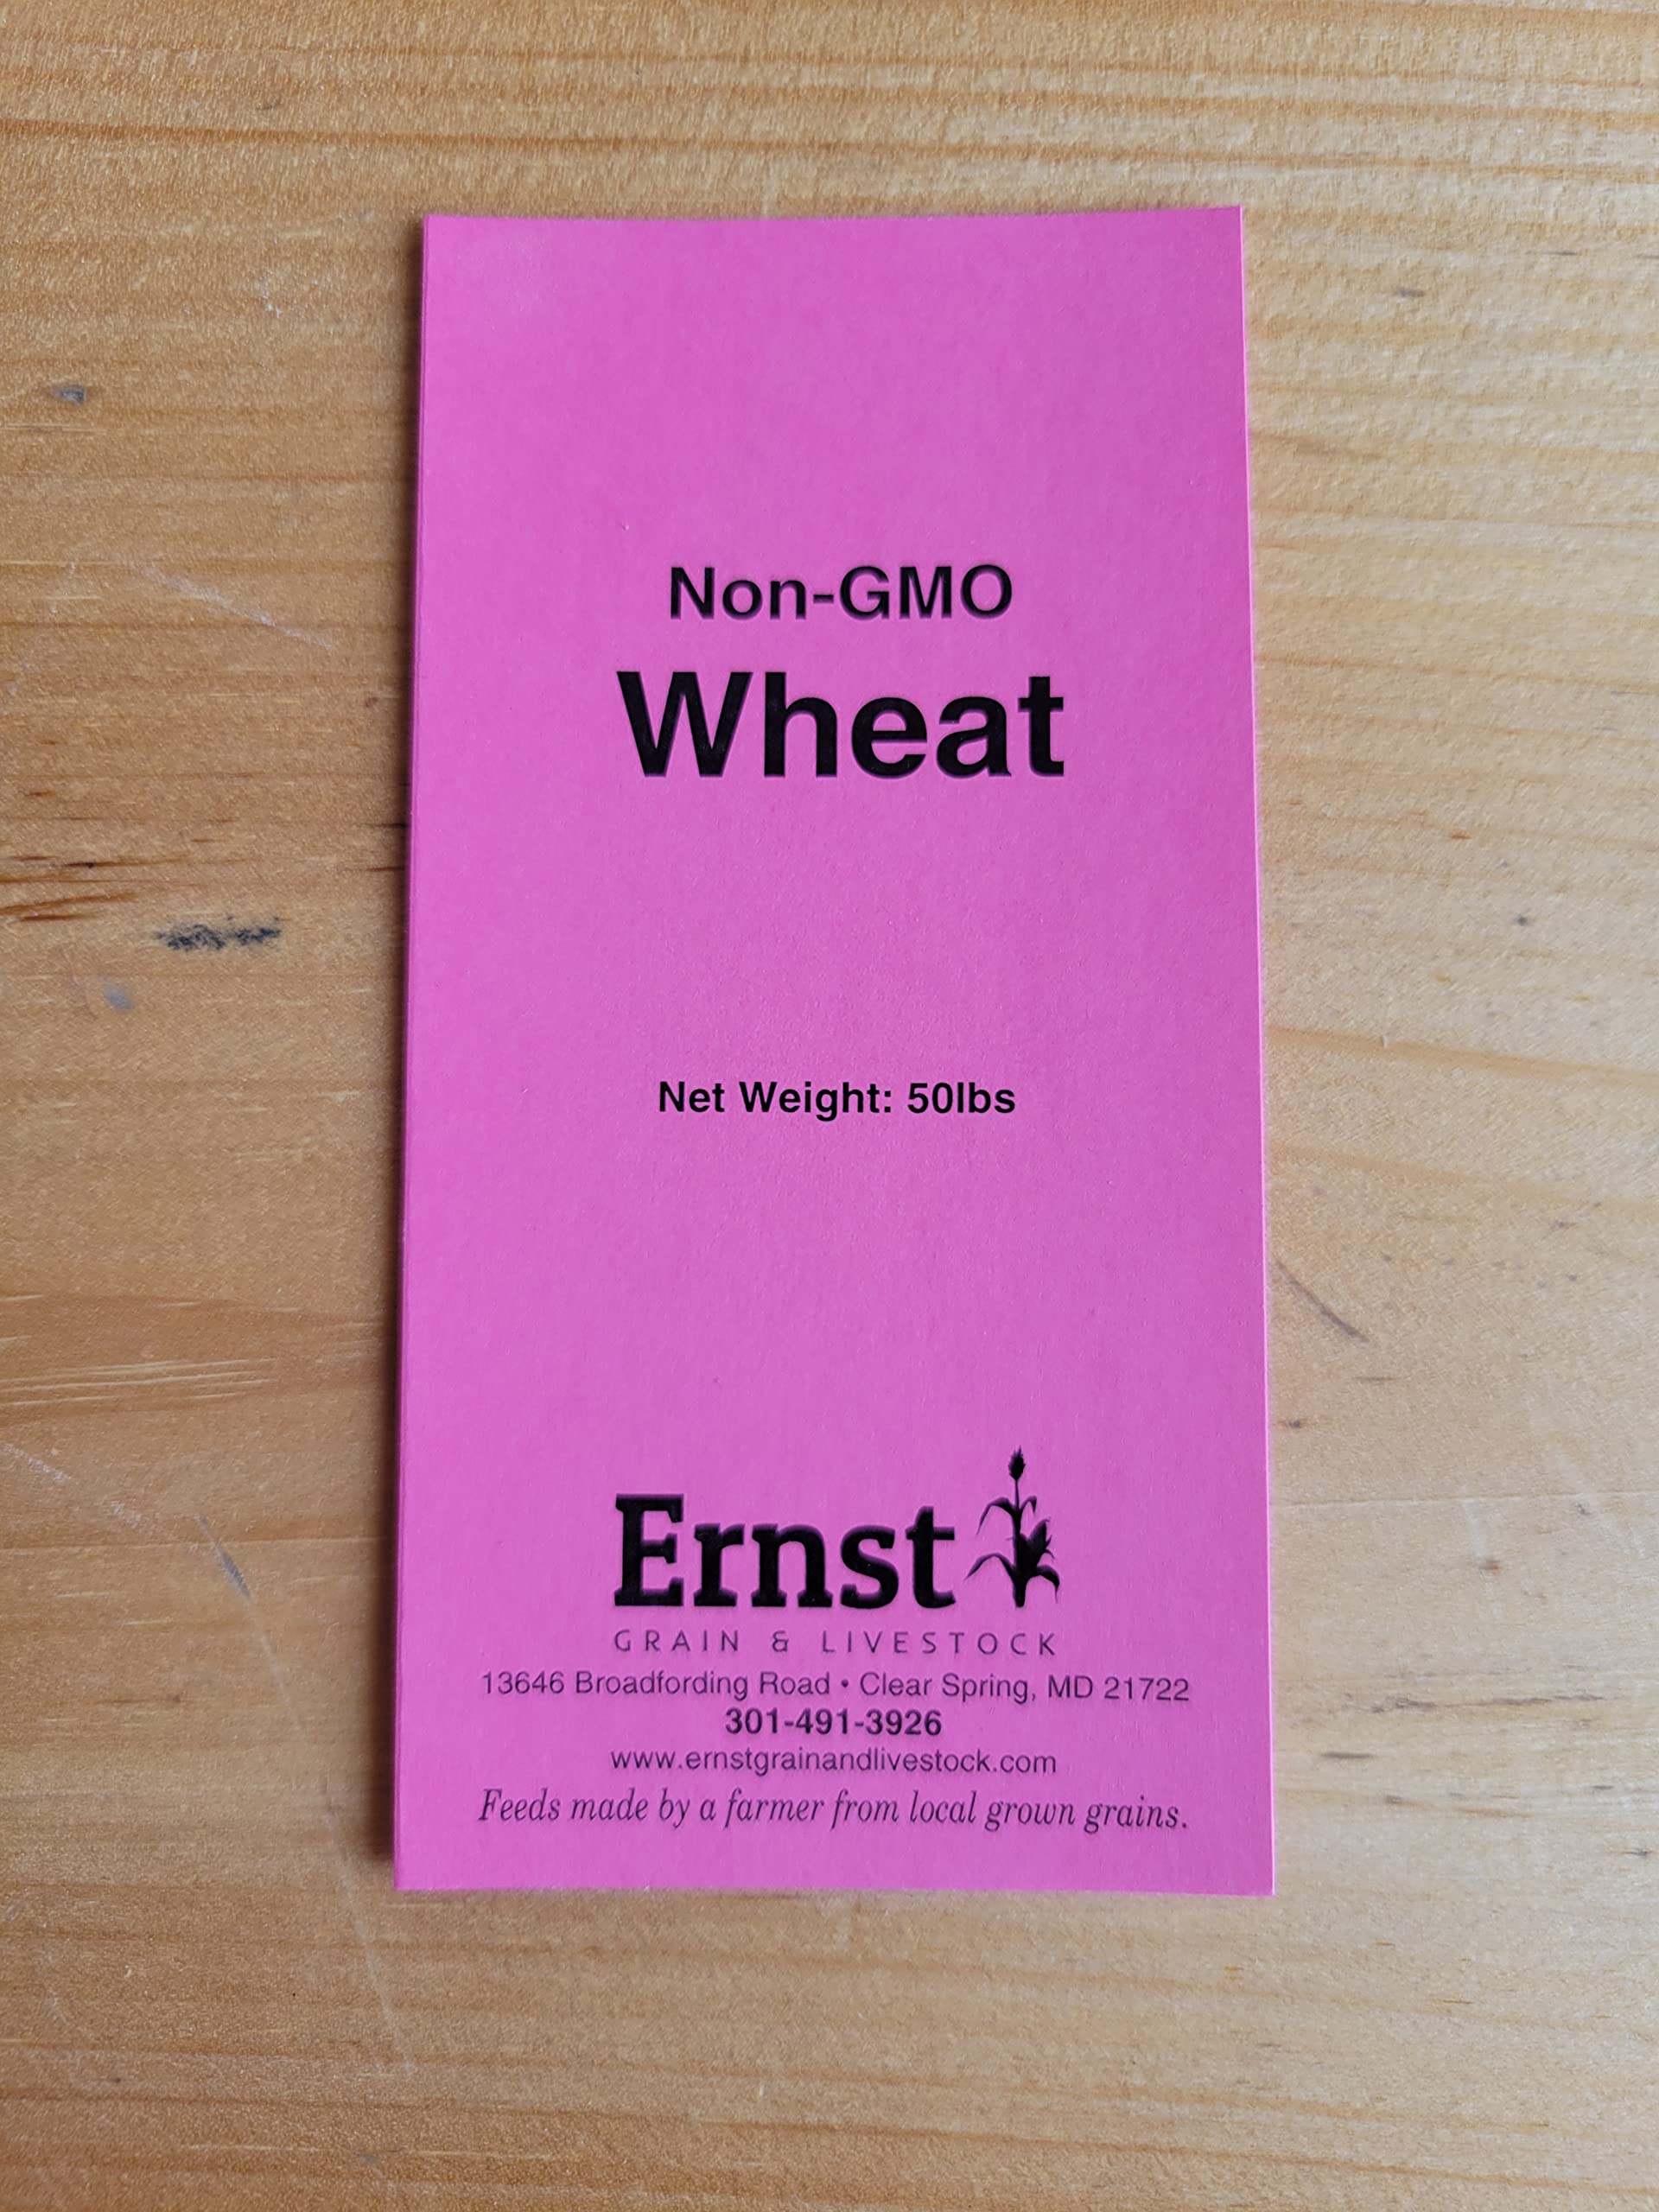 Non-GMO
Wheat
Net Weight: 50lbs
Ernst
GRAIN & LIVESTOCK
13646 Broadfording Road • Clear Spring, MD 21722
301-491-3926
www.ernstgrainandlivestock.com
Feeds made by a farmer from local grown grains.